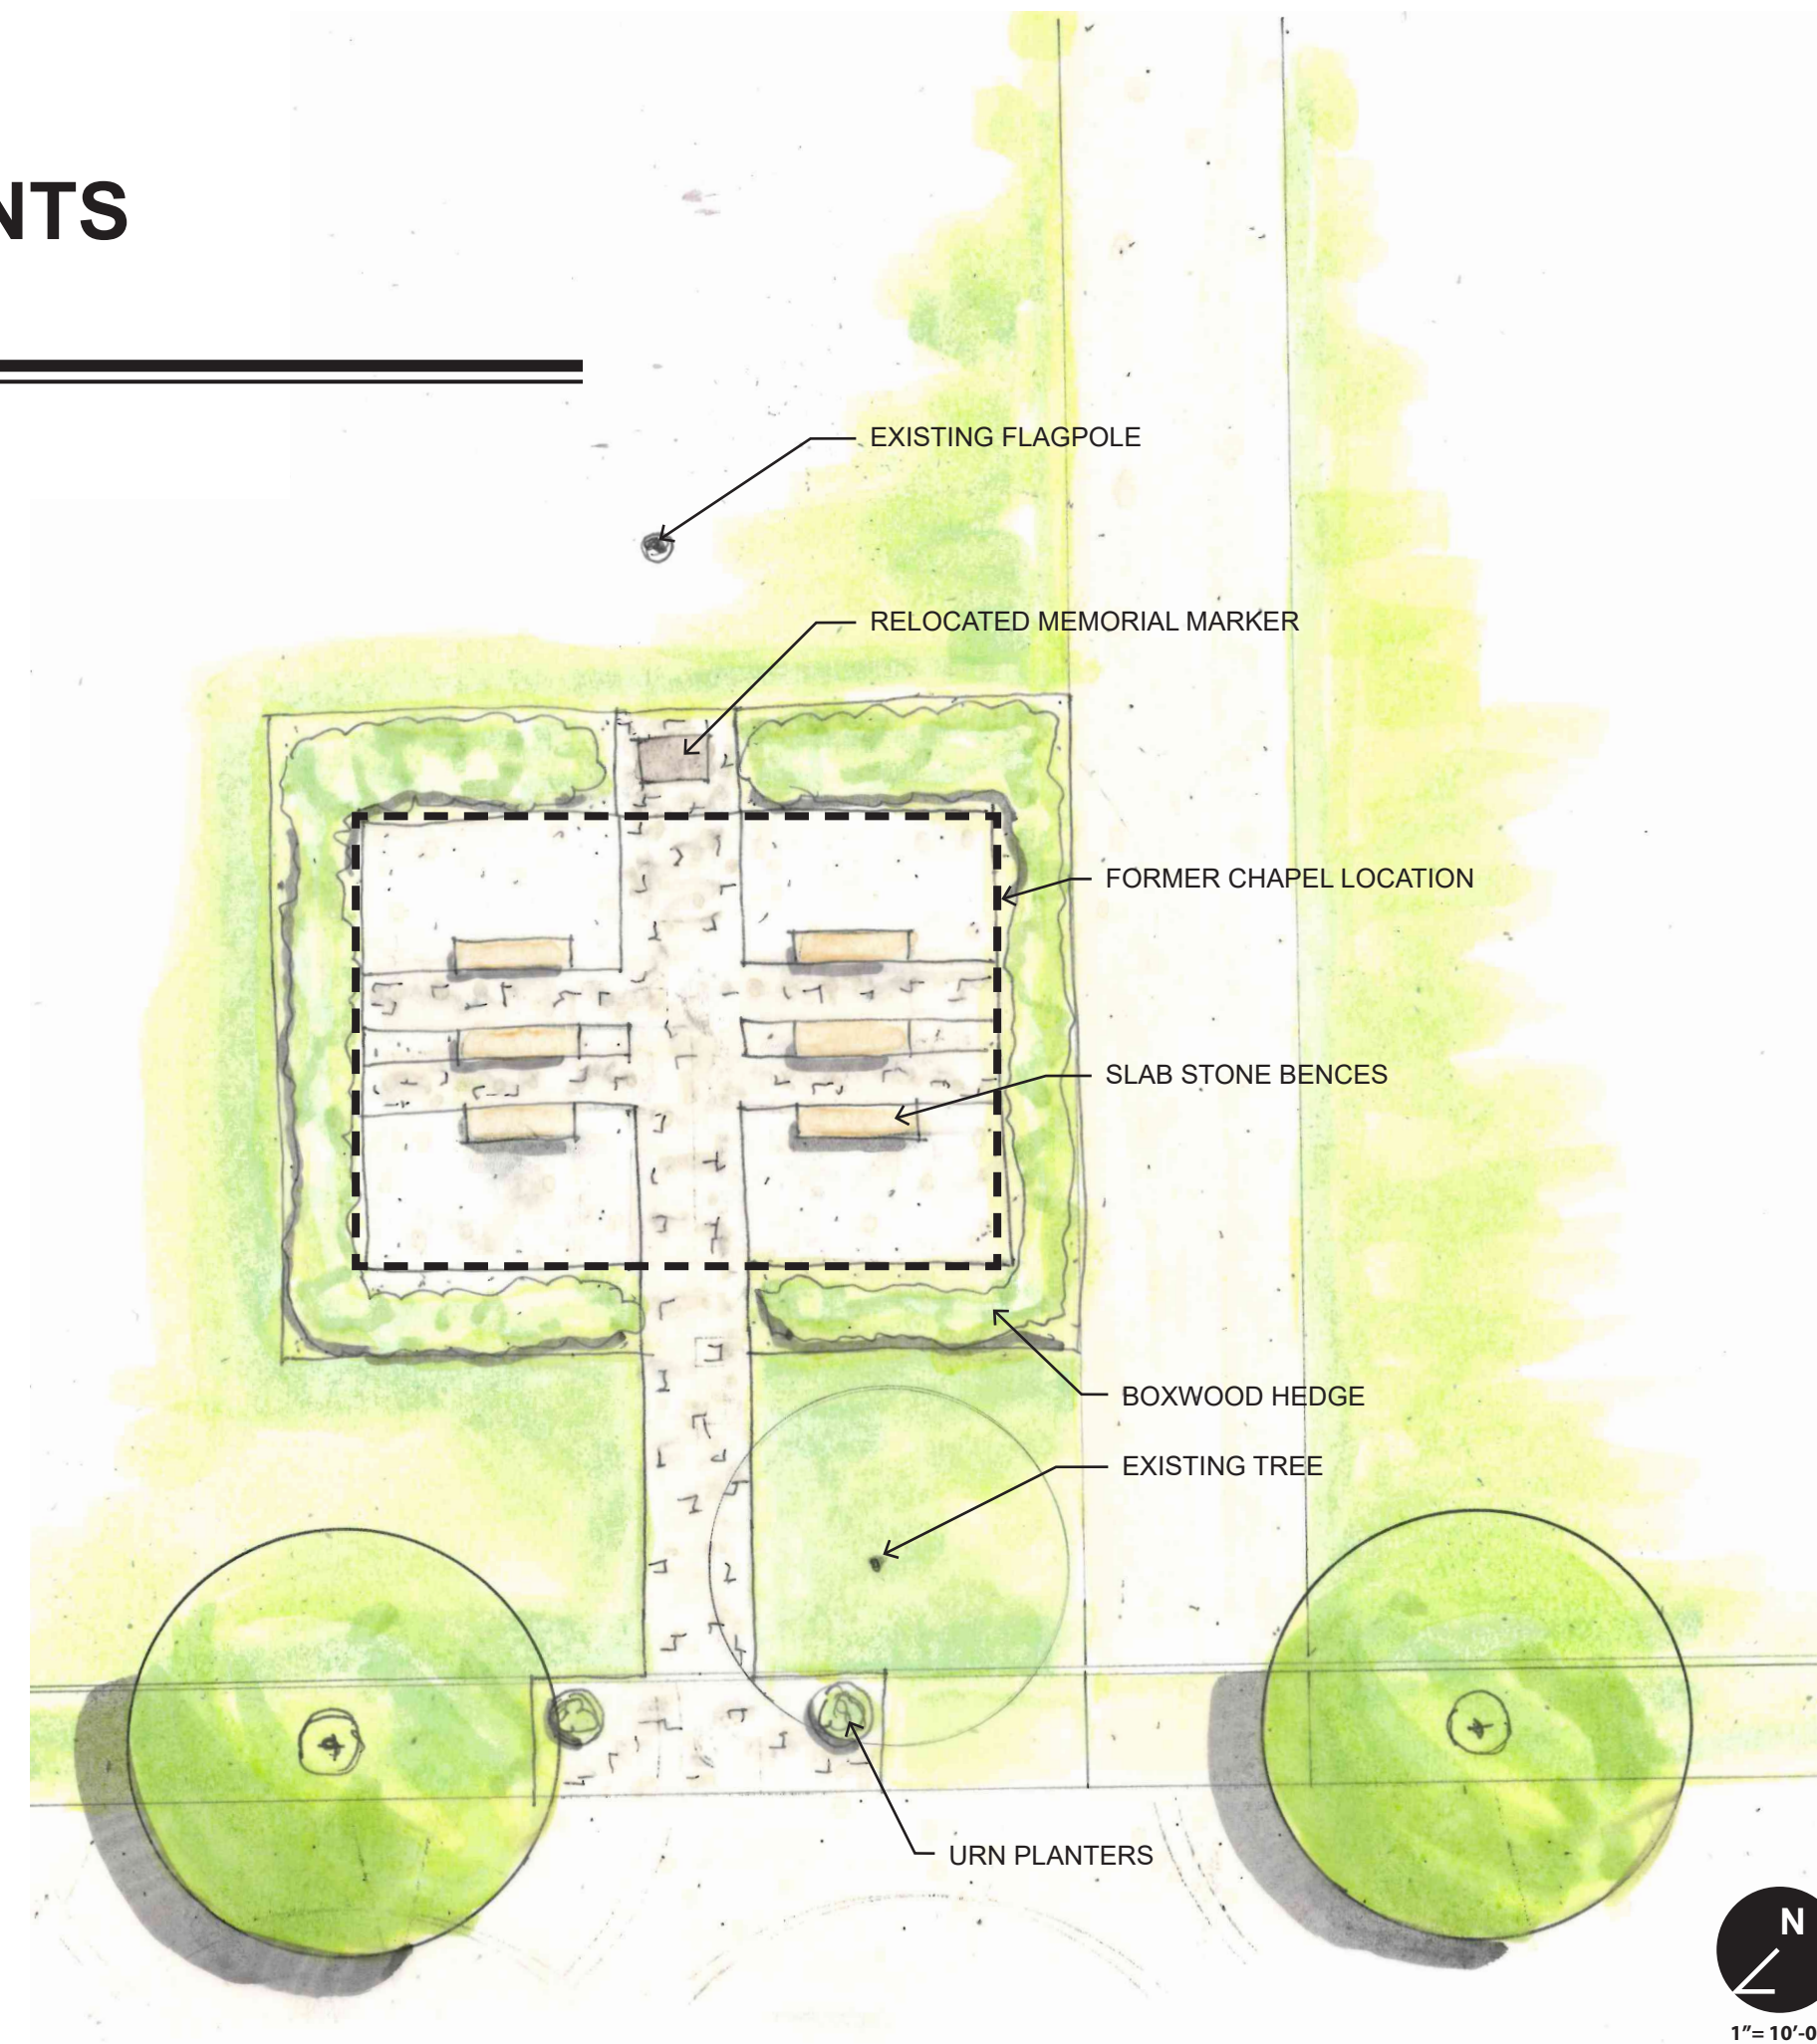 NTS
EXISTING FLAGPOLE
RELOCATED MEMORIAL MARKER
FORMER CHAPEL LOCATION
SLAB STONE BENCES
BOXWOOD HEDGE
EXISTING TREE
URN PLANTERS
N
1"= 10'-0